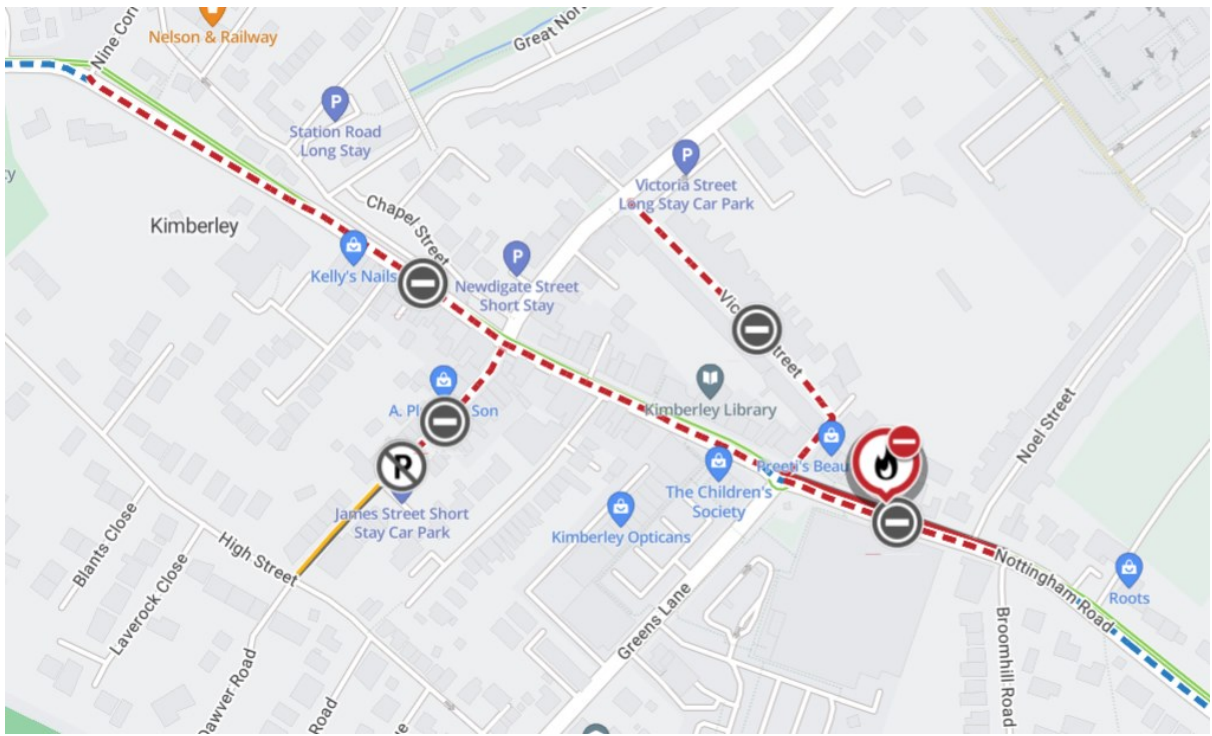 Nelson & Railway
Nine Corn
Great Nor
P
Station Road
Long Stay
P
Victoria Street
Long Stay Car Park
Chapel Street
Kimberley
Kelly's Nails
P
Newdigate Street
Short Stay
Vic
treet
A. Pl
Son
Kimberley Library
Noel Street
Preeti's Beau
P
The Children's
Society
James Street Short
Stay Car Park
Kimberley Opticans
Blants Close
High Street
Laverock Close
Nottingham Road
Roots
Greens Lane
Broomhill Road
Dawver Road
Road